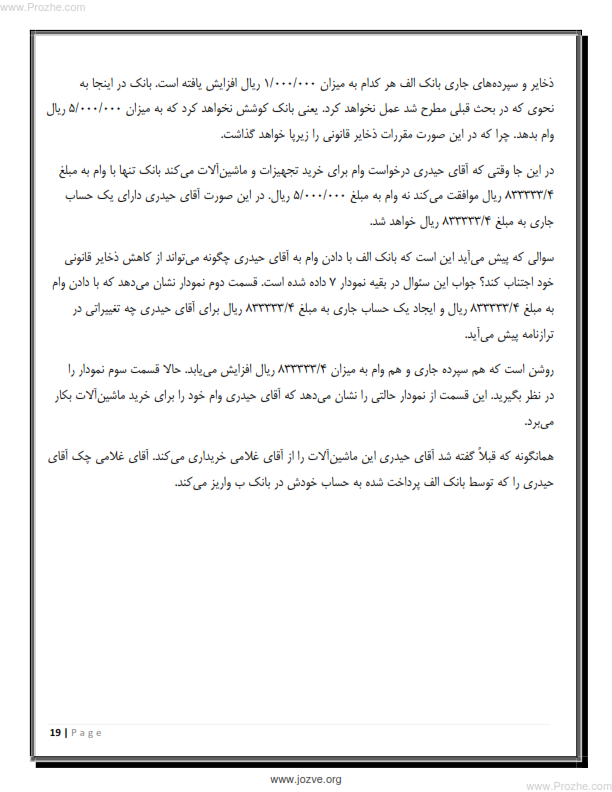 www.Prozhe.com
ذخایر و سپرده‌های جاری بانک الف هر کدام به میزان ۱/۰۰۰/۰۰۰ ریال افزایش یافته است. بانک در اینجا به
نحوی که در بحث قبلی مطرح شد عمل نخواهد کرد. یعنی بانک کوشش نخواهد کرد که به میزان ۵/۰۰۰/۰۰۰ ریال
وام بدهد. چرا که در این صورت مقررات ذخایر قانونی را زیرپا خواهد گذاشت.
در این جا وقتی که آقای حیدری درخواست وام برای خرید تجهیزات و ماشین‌آلات می‌کند بانک تنها با وام به مبلغ
۸۳۳۳۳۳/۴ ریال موافقت می‌کند نه وام به مبلغ ۵/۰۰۰/۰۰۰ ریال. در این صورت آقای حیدری دارای یک حساب
جاری به مبلغ ۸۳۳۳۳۳/۴ ریال خواهد شد.
سوالی که پیش می‌آید این است که بانک الف با دادن وام به آقای حیدری چگونه می‌تواند از کاهش ذخایر قانونی
خود اجتناب کند؟ جواب این سئوال در بقیه نمودار ۷ داده شده است. قسمت دوم نمودار نشان می‌دهد که با دادن وام
به مبلغ ۸۳۳۳۳۳/۴ ریال و ایجاد یک حساب جاری به مبلغ ۸۳۳۳۳۳/۴ ریال برای آقای حیدری چه تغییراتی در
ترازنامه پیش می‌آید.
روشن است که هم سپرده جاری و هم وام به میزان ۸۳۳۳۳۳/۴ ریال افزایش می‌یابد. حالا قسمت سوم نمودار را
در نظر بگیرید. این قسمت از نمودار حالتی را نشان می‌دهد که آقای حیدری وام خود را برای خرید ماشین‌آلات بکار
می‌برد.
همانگونه که قبلاً گفته شد آقای حیدری این ماشین‌آلات را از آقای غلامی خریداری می‌کند. آقای غلامی چک آقای
حیدری را که توسط بانک الف پرداخت شده به حساب خودش در بانک ب واریز می‌کند.
19 | Page
www.jozve.org
www.Prozhe.com